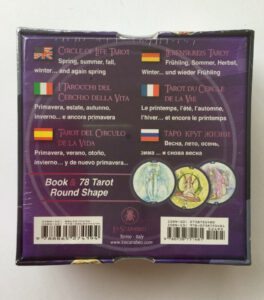 CIRCLE OF LIFE TAROT
Spring, summer, fall,
winter... and again spring
I TAROCCHI DEL
CERCHIO DELLA VITA
Primavera, estate, autunno,
inverno... e ancora primavera
TAROT DEL CIRCULO
DE LA VIDA
Primavera, verano, otoño,
invierno... y de nuevo primavera...
LEBENSKREIS TAROT
Frühling, Sommer, Herbst,
Winter... und wieder Frühling
TAROT DU CERCLE
DE LA VIE
Le printemps, l'été, l'automne,
l'hiver... et encore le printemps
ТАРО: КРУГ ЖИЗНИ
Весна, лето, осень,
зима ... и снова весна
Book & 78 Tarot
Round Shape
LO SCARABEO
Torino - Italy
www.loscarabeo.com